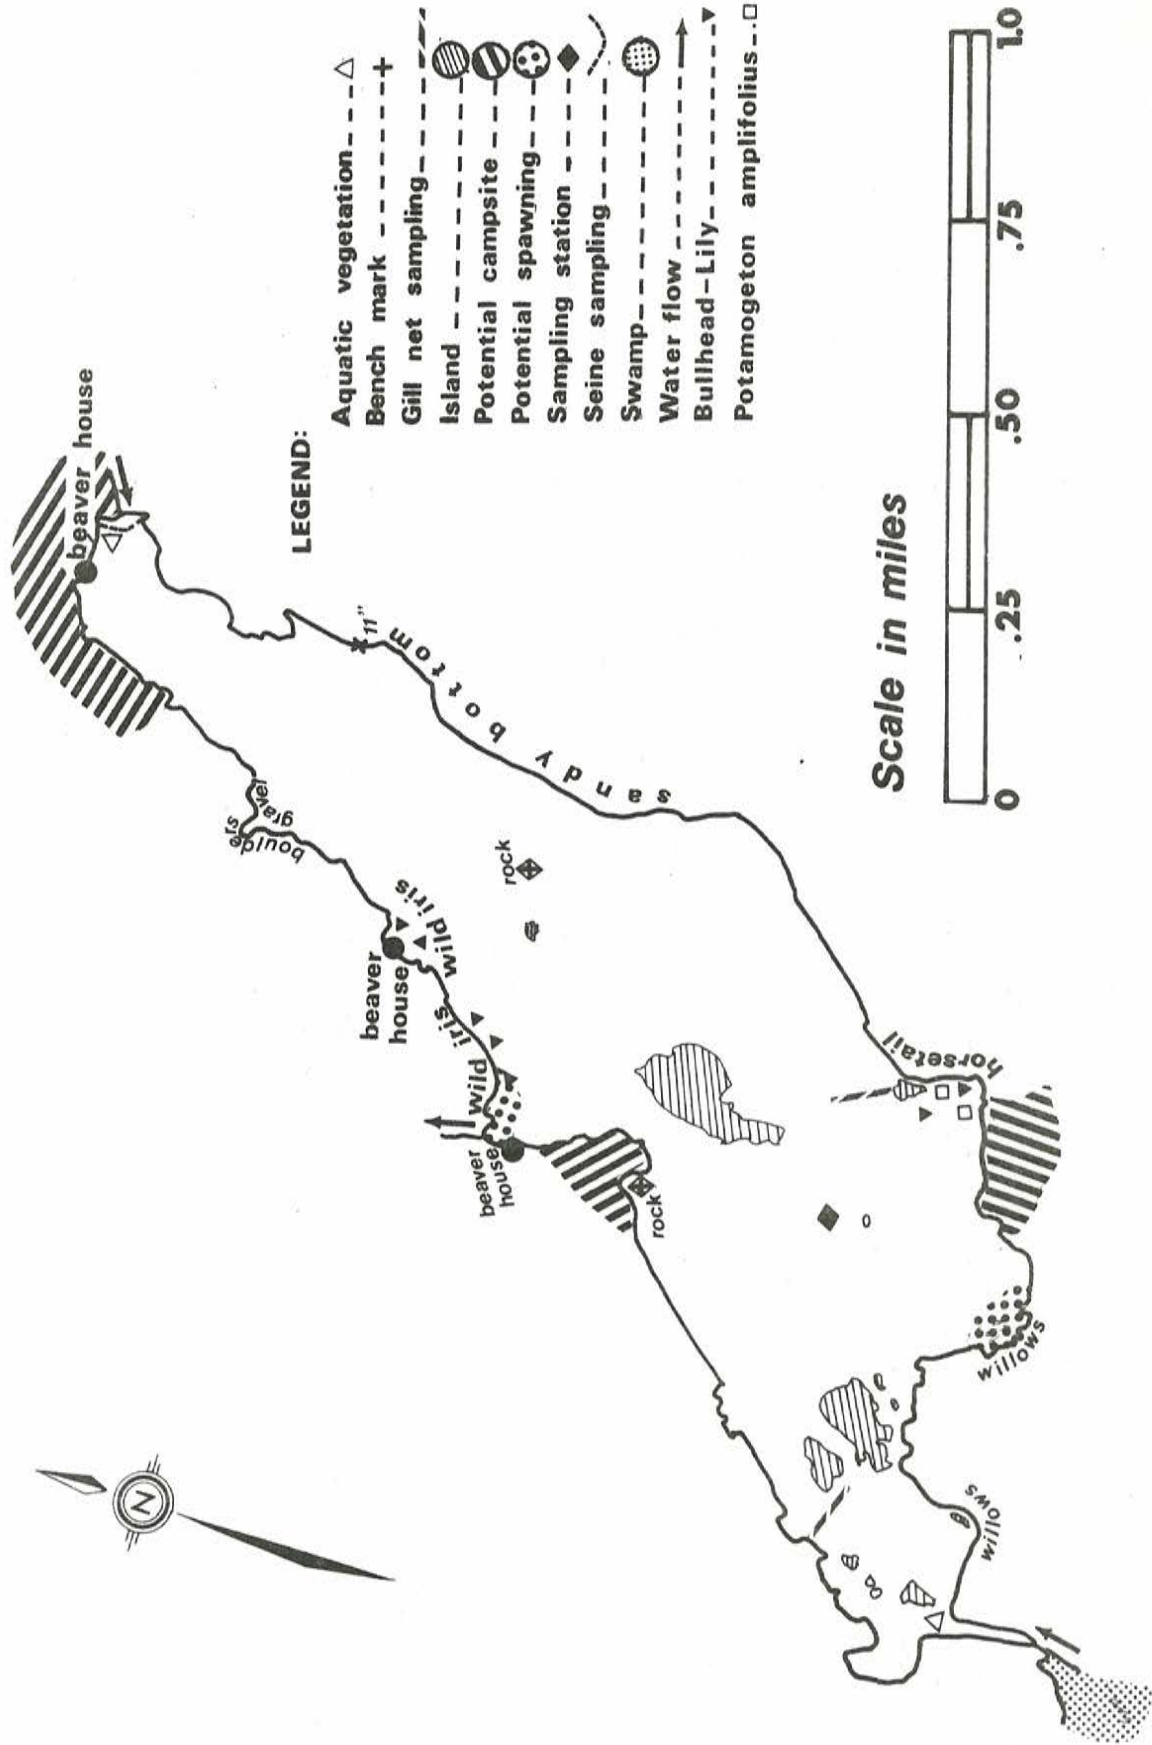 beaver house
LEGEND:
Aquatic vegetation
Bench mark
Gill net sampling
Island
Potential campsite
Potential spawning
Sampling station
Seine sampling
Swamp
Water flow
Bullhead-Lily
Potamogeton amplifolius
11"
sandy bottom
boulders
gravel
rock
beaver
house
wild iris
wild iris
beaver
house
rock
horsetail
willows
willows
N
Scale in miles
0 .25 .50 .75 1.0